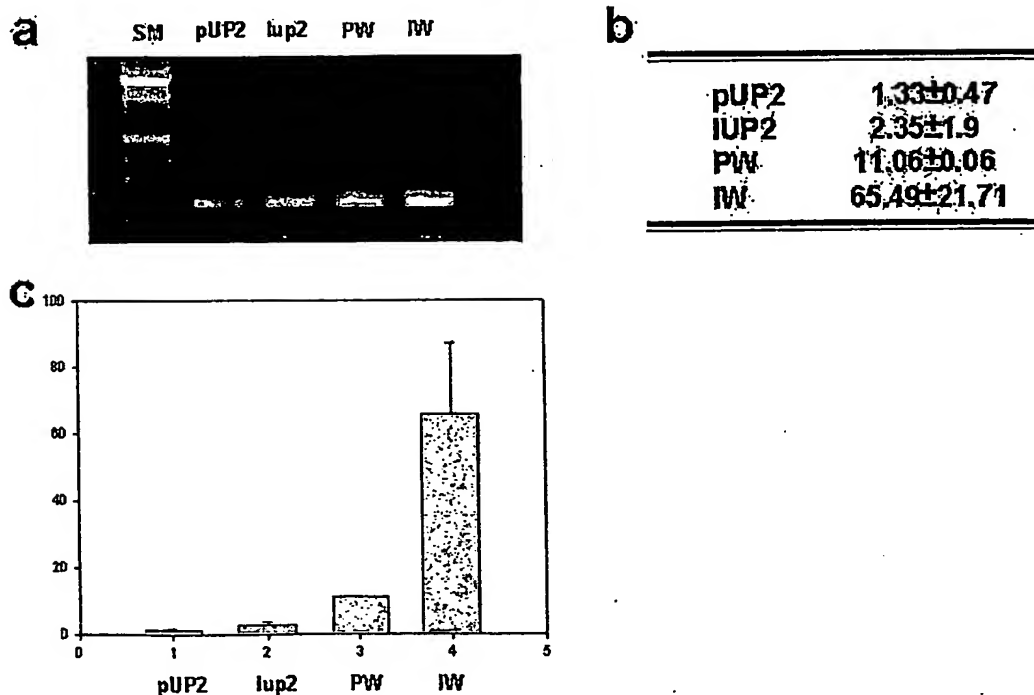 a
SM pUP2 Iup2 PW IW
b
pUP2 1.33±0.47
IUP2 2.35±1.9
PW 11.06±0.06
IW 65.49±21.71
c
100
80
60
40
20
0
0 1 2 3 4 5
pUP2 Iup2 PW IW